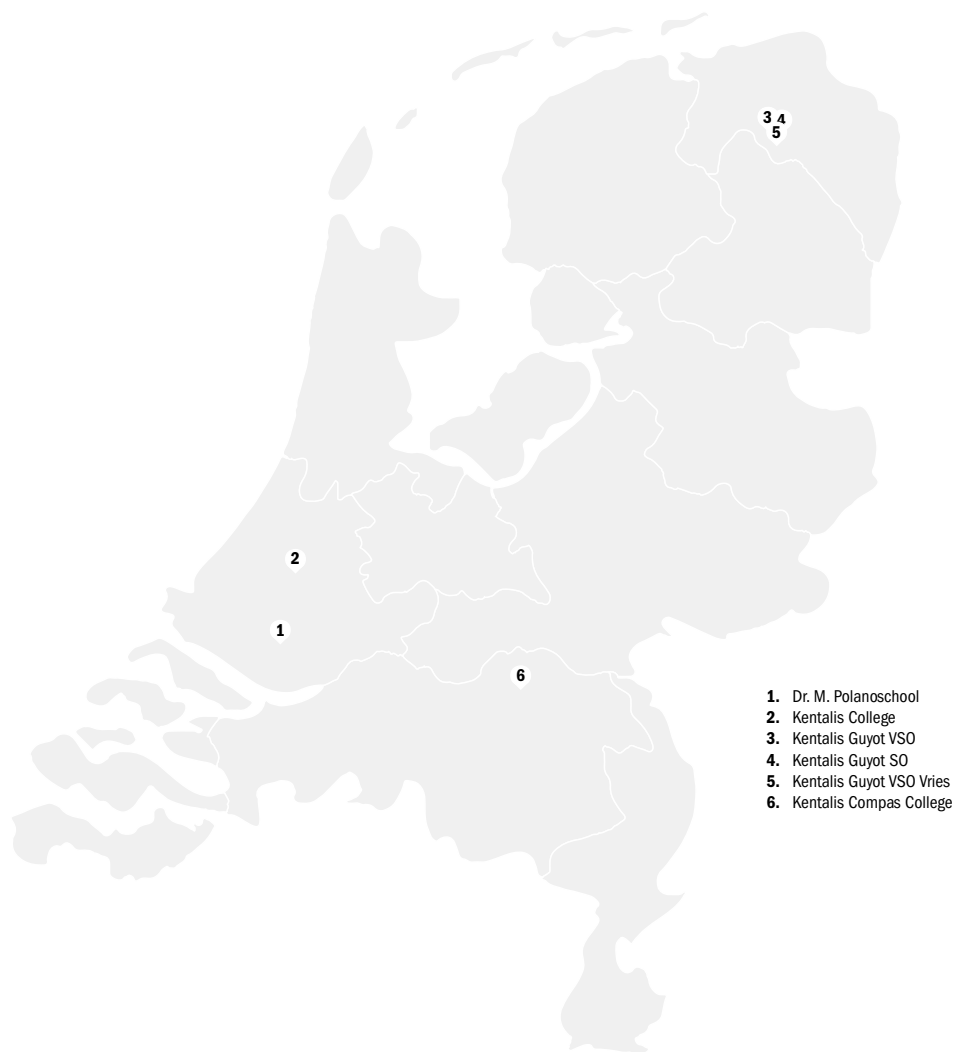 3 4
5
2
1
6
1. Dr. M. Polanoschool
2. Kentalis College
3. Kentalis Guyot VSO
4. Kentalis Guyot SO
5. Kentalis Guyot VSO Vries
6. Kentalis Compas College